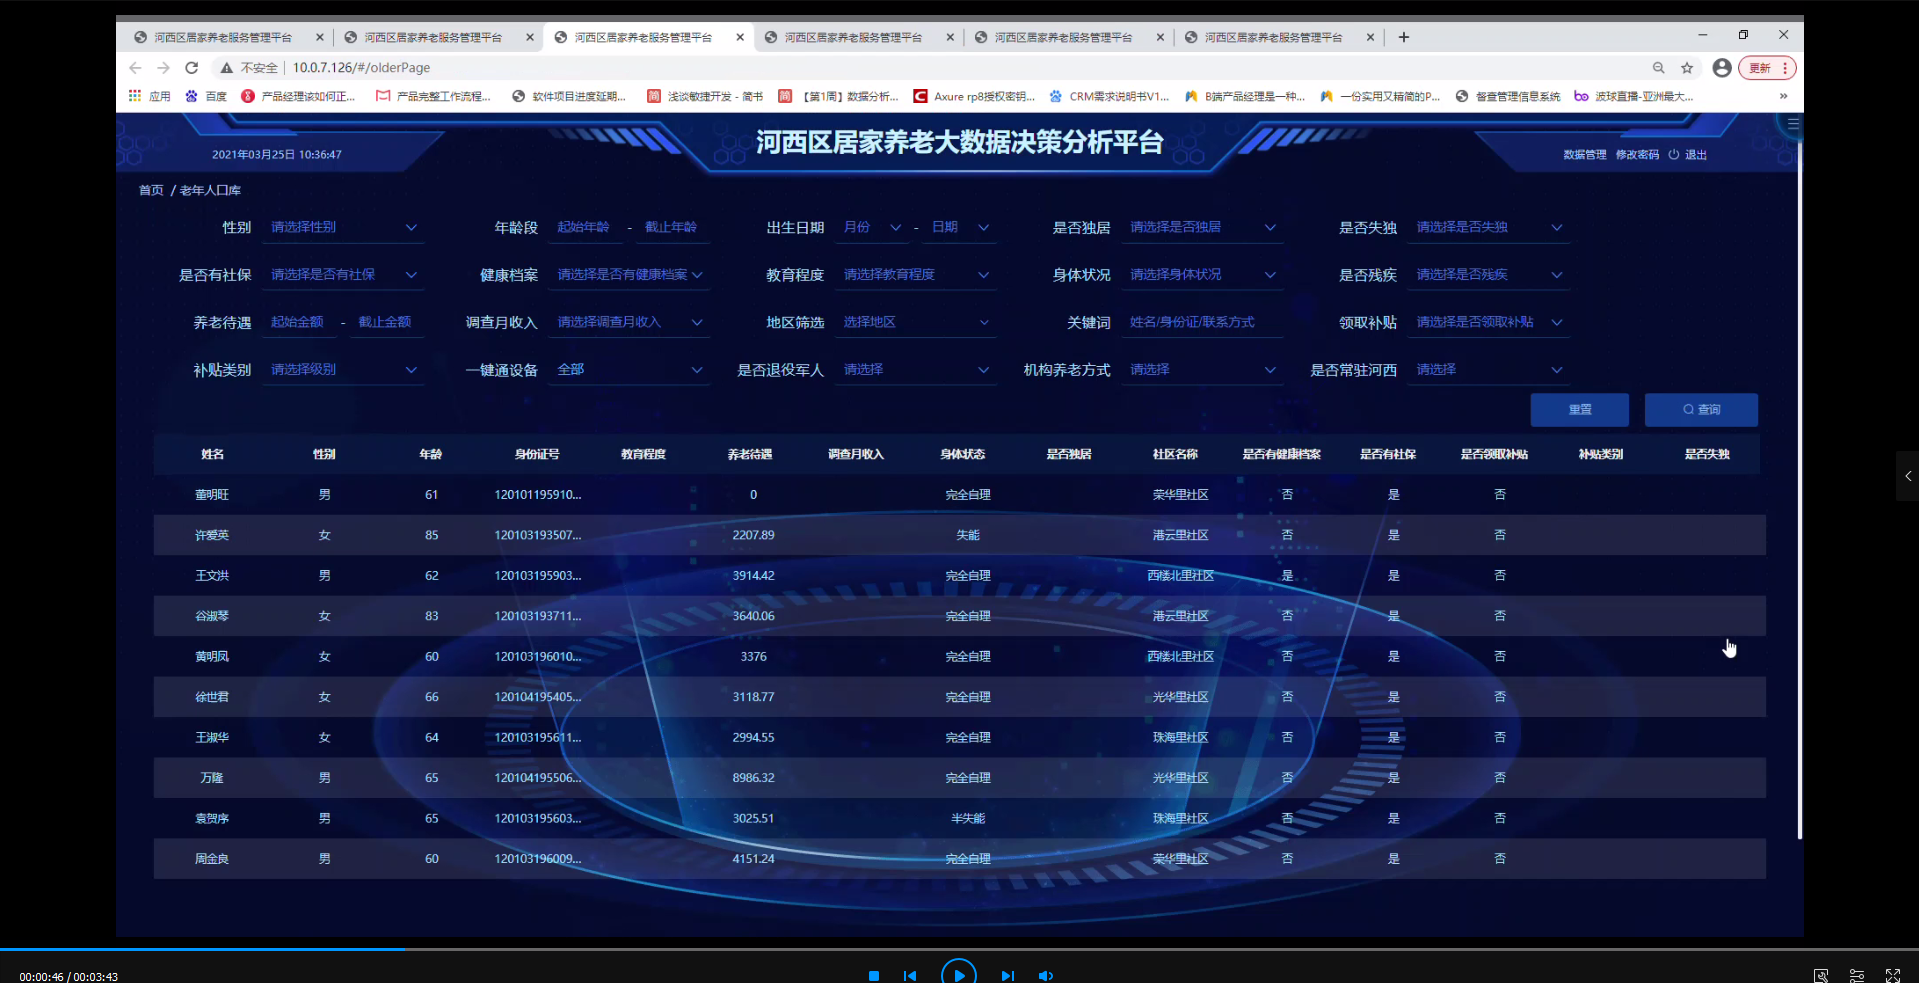 河西区居家养老服务管理平台 河西区居家养老服务管理平台 河西区居家养老服务管理平台 河西区居家养老服务管理平台 河西区居家养老服务管理平台 河西区居家养老服务管理平台
不安全 10.0.7.126/#/olderPage 更新
应用 百度 产品经理该如何正... 产品完整工作流程... 软件项目进度延期... 浅谈敏捷开发 - 简书 【第1周】数据分析... Axure rp8授权密钥... CRM需求说明书V1... B端产品经理是一种... 一份实用又精简的P... 督查管理信息系统 波球直播-亚洲最大... »
河西区居家养老大数据决策分析平台
2021年03月25日 10:36:47
数据管理 修改密码 退出
首页 / 老年人口库
性别 请选择性别 年龄段 起始年龄 - 截止年龄 出生日期 月份 - 日期 是否独居 请选择是否独居 是否失独 请选择是否失独
是否有社保 请选择是否有社保 健康档案 请选择是否有健康档案 教育程度 请选择教育程度 身体状况 请选择身体状况 是否残疾 请选择是否残疾
养老待遇 起始金额 - 截止金额 调查月收入 请选择调查月收入 地区筛选 选择地区 关键词 姓名/身份证/联系方式 领取补贴 请选择是否领取补贴
补贴类别 请选择级别 一键通设备 全部 是否退役军人 请选择 机构养老方式 请选择 是否常驻河西 请选择
重置 查询
姓名 性别 年龄 身份证号 教育程度 养老待遇 调查月收入 身体状态 是否独居 社区名称 是否有健康档案 是否有社保 是否领取补贴 补贴类别 是否失独
董明旺 男 61 120101195910... 0 完全自理 荣华里社区 否 是 否
许爱英 女 85 120103193507... 2207.89 失能 港云里社区 否 是 否
王文洪 男 62 120103195903... 3914.42 完全自理 西楼北里社区 是 是 否
谷淑琴 女 83 120103193711... 3640.06 完全自理 港云里社区 否 是 否
黄明凤 女 60 120103196010... 3376 完全自理 西楼北里社区 否 是 否
徐世君 女 66 120104195405... 3118.77 完全自理 光华里社区 否 是 否
王淑华 女 64 120103195611... 2994.55 完全自理 珠海里社区 否 是 否
万隆 男 65 120104195506... 8986.32 完全自理 光华里社区 否 是 否
袁贺序 男 65 120103195603... 3025.51 半失能 珠海里社区 否 是 否
周金良 男 60 120103196009... 4151.24 完全自理 荣华里社区 否 是 否
00:00:46 / 00:03:43